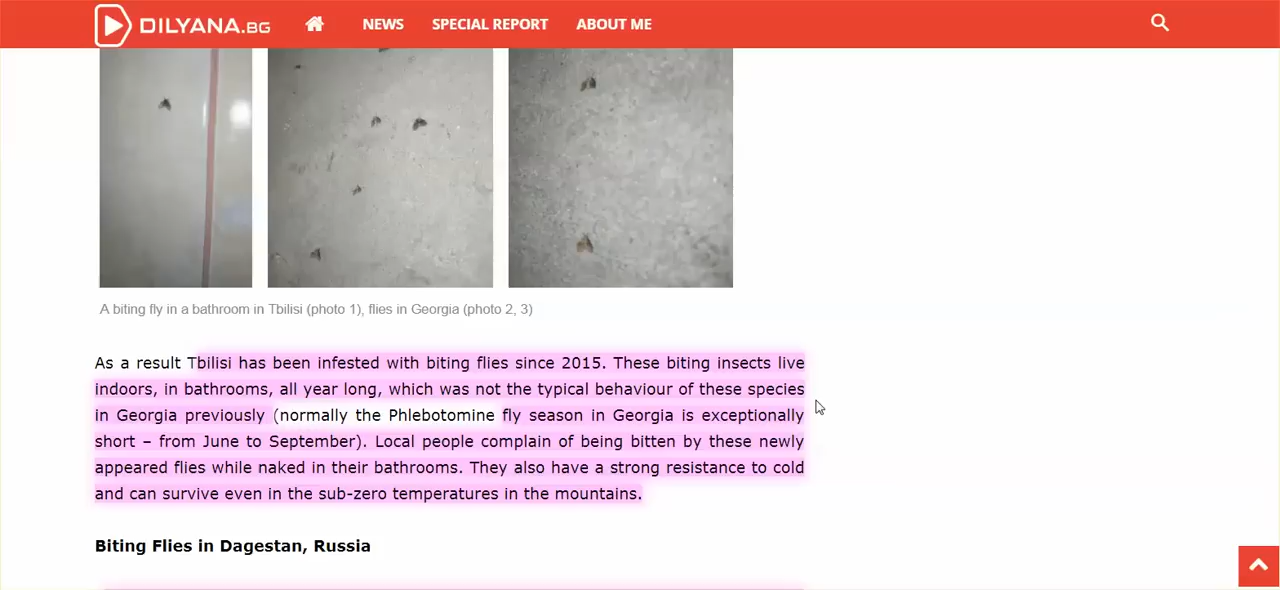 DILYANA.BG NEWS SPECIAL REPORT ABOUT ME
A biting fly in a bathroom in Tbilisi (photo 1), flies in Georgia (photo 2, 3)
As a result Tbilisi has been infested with biting flies since 2015. These biting insects live
indoors, in bathrooms, all year long, which was not the typical behaviour of these species
in Georgia previously (normally the Phlebotomine fly season in Georgia is exceptionally
short – from June to September). Local people complain of being bitten by these newly
appeared flies while naked in their bathrooms. They also have a strong resistance to cold
and can survive even in the sub-zero temperatures in the mountains.
Biting Flies in Dagestan, Russia